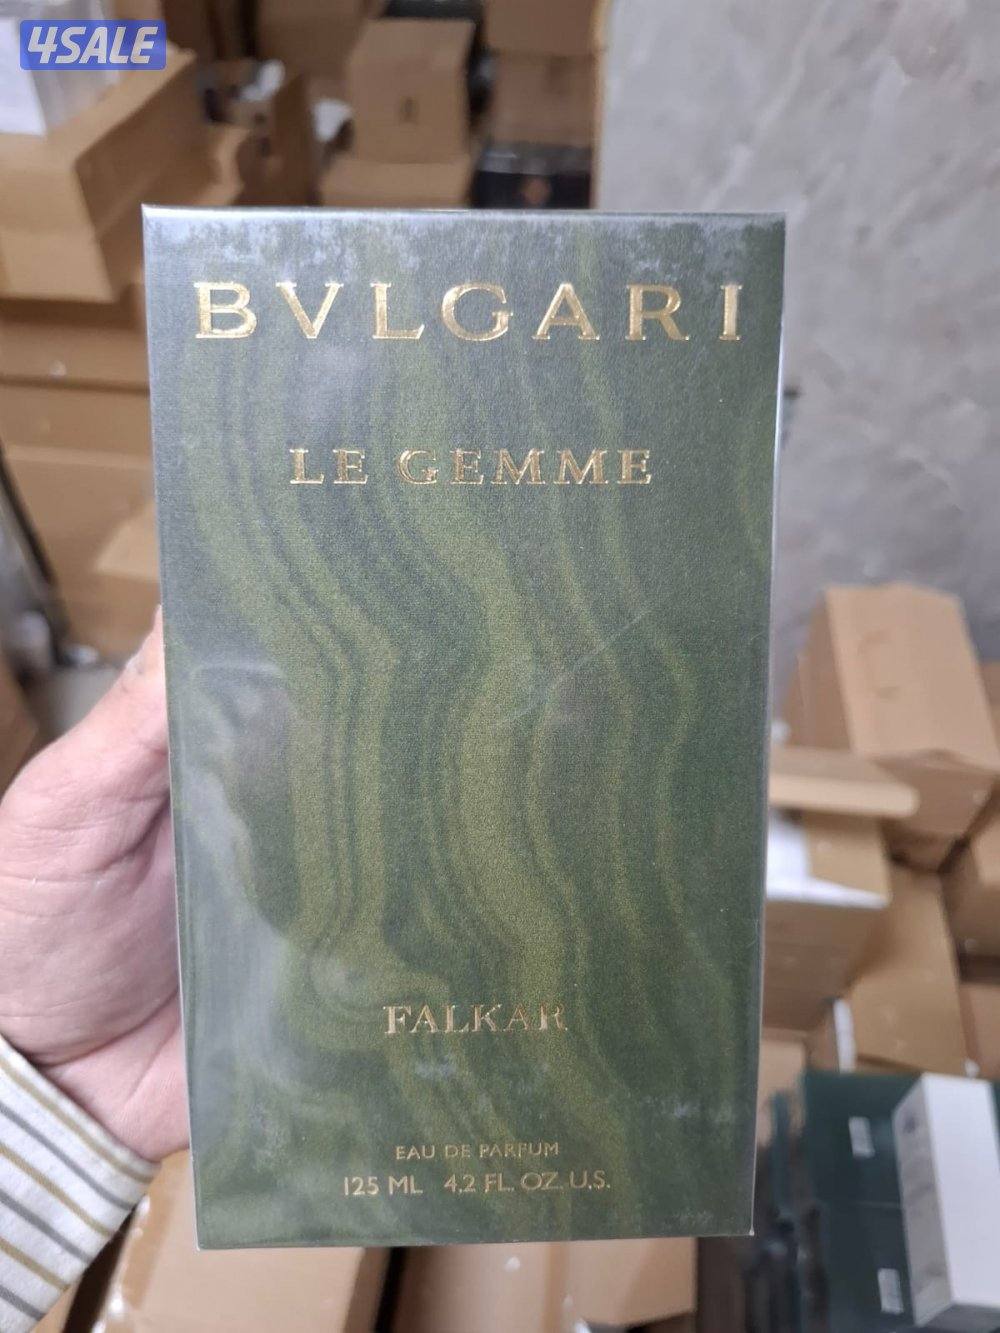 4SALE
BVLGARI
LE GEMME
FALKAR
EAU DE PARFUM
125 ML 4.2 FL. OZ. U.S.